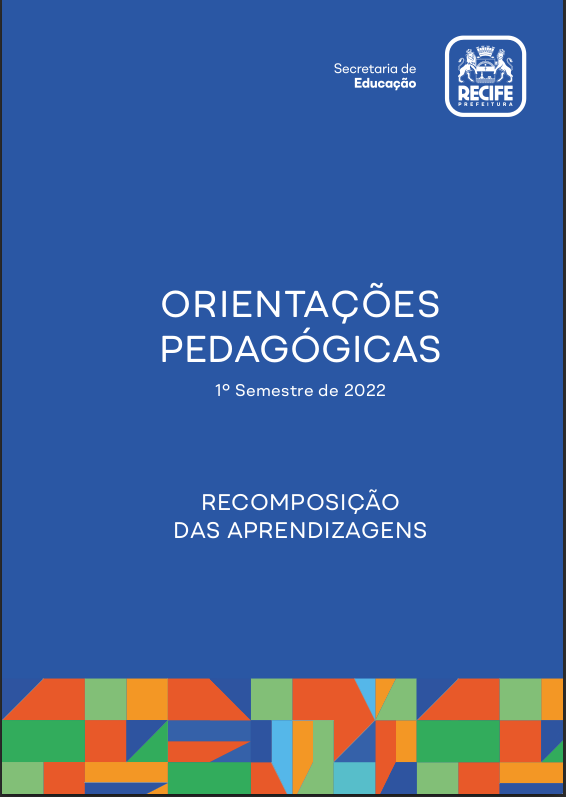 Secretaria de
Educação
RECIFE
PREFEITURA
ORIENTAÇÕES
PEDAGÓGICAS
1º Semestre de 2022
RECOMPOSIÇÃO
DAS APRENDIZAGENS